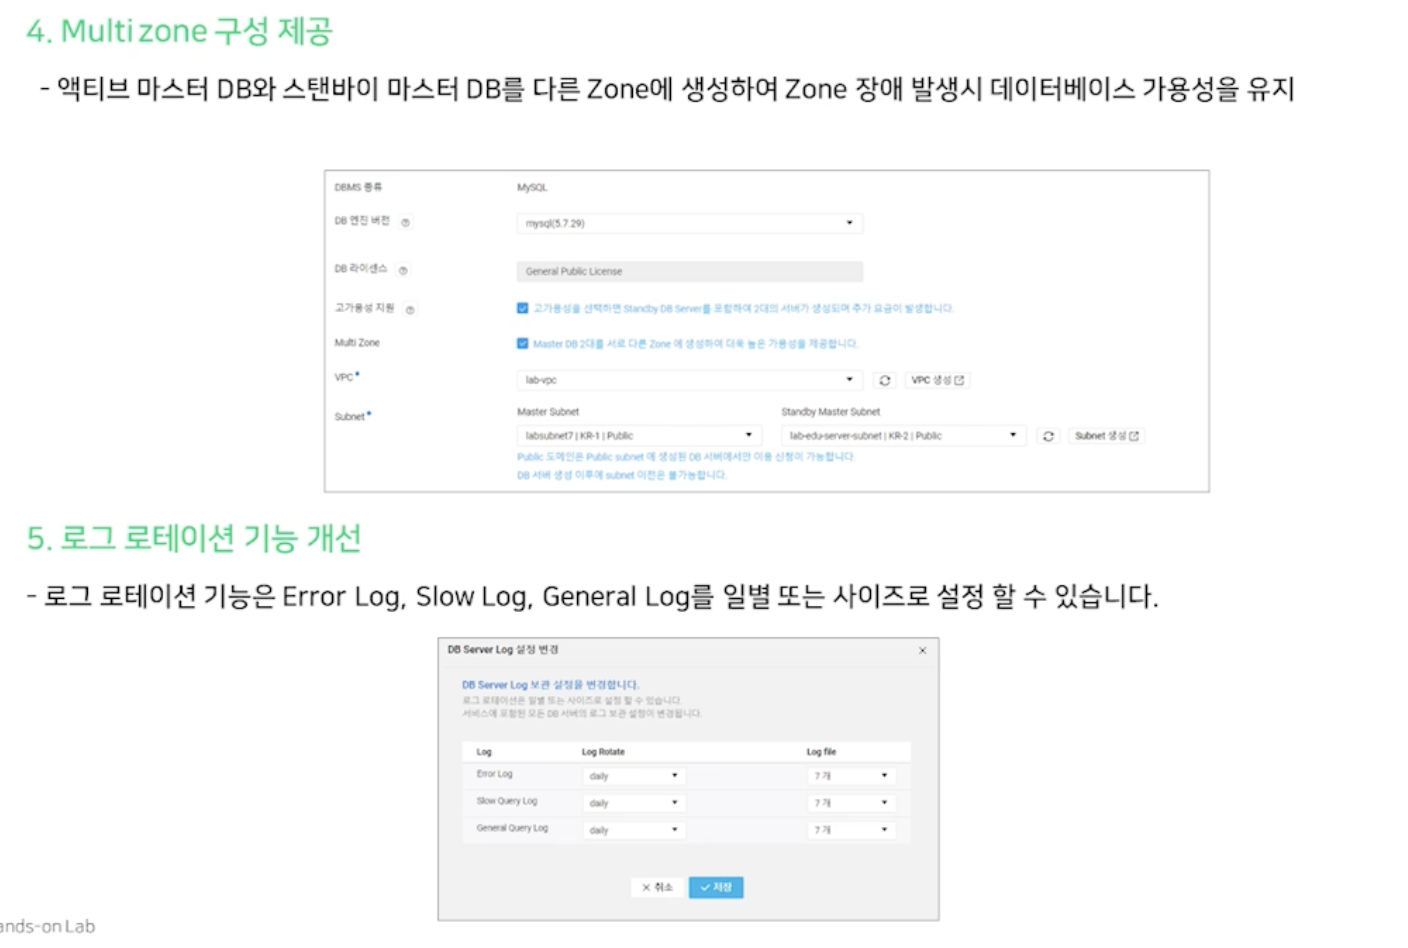 4. Multi zone 구성 제공
- 액티브 마스터 DB와 스탠바이 마스터 DB를 다른 Zone에 생성하여 Zone 장애 발생시 데이터베이스 가용성을 유지
DBMS 종류 MySQL
DB 엔진 버전 mysql(5.7.29)
DB 라이센스 General Public License
고가용성 지원 고가용성을 선택하면 Standby DB Server를 포함하여 2대의 서버가 생성되며 추가 요금이 발생합니다.
Multi Zone Master DB 2대를 서로 다른 Zone 에 생성하여 더욱 높은 가용성을 제공합니다.
VPC lab-vpc VPC 생성
Subnet Master Subnet Standby Master Subnet
labsubnet7 | KR-1 | Public lab-edu-server-subnet | KR-2 | Public Subnet 생성
Public 도메인은 Public subnet 에 생성된 DB 서버에서만 이용 신청이 가능합니다.
DB 서버 생성 이후에 subnet 이전은 불가능합니다.
5. 로그 로테이션 기능 개선
- 로그 로테이션 기능은 Error Log, Slow Log, General Log를 일별 또는 사이즈로 설정 할 수 있습니다.
DB Server Log 설정 변경
DB Server Log 보관 설정을 변경합니다.
로그 로테이션은 일별 또는 사이즈로 설정 할 수 있습니다.
서비스에 포함된 모든 DB 서버의 로그 보관 설정이 변경됩니다.
Log Log Rotate Log file
Error Log daily 7 개
Slow Query Log daily 7 개
General Query Log daily 7 개
취소 저장
ands-on Lab